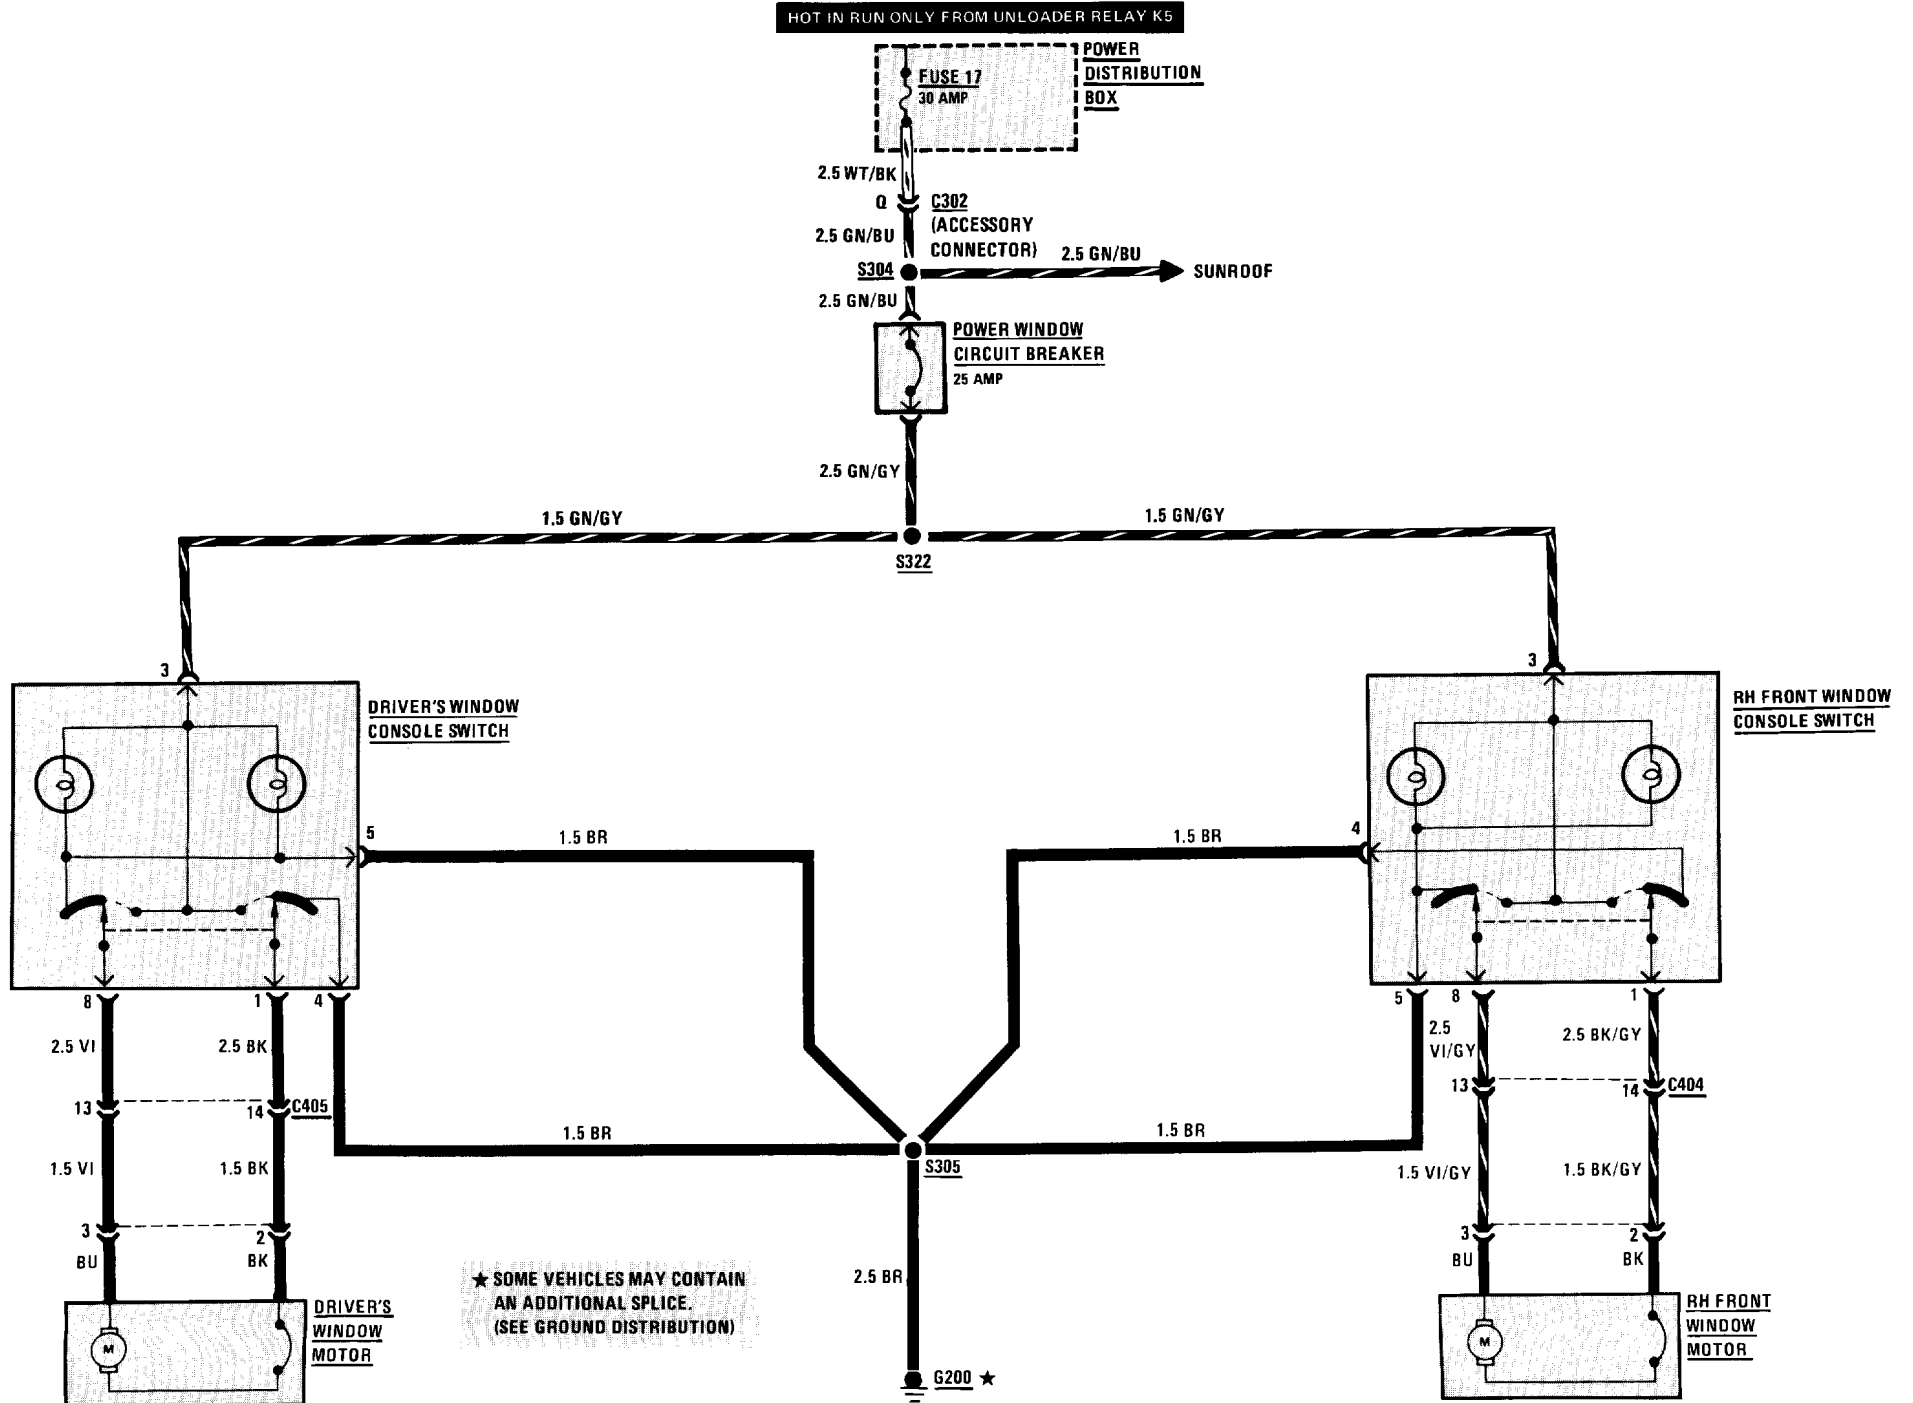 HOT IN RUN ONLY FROM UNLOADER RELAY K5
POWER
DISTRIBUTION
BOX
FUSE 17
30 AMP
2.5 WT/BK
Q
C302
(ACCESSORY
CONNECTOR)
2.5 GN/BU
2.5 GN/BU
S304
SUNROOF
2.5 GN/BU
POWER WINDOW
CIRCUIT BREAKER
25 AMP
2.5 GN/GY
1.5 GN/GY
1.5 GN/GY
S322
3
3
DRIVER'S WINDOW
CONSOLE SWITCH
RH FRONT WINDOW
CONSOLE SWITCH
5
1.5 BR
1.5 BR
4
8
1
4
5
8
1
2.5 VI
2.5 BK
2.5
VI/GY
2.5 BK/GY
13
14
C405
13
14
C404
1.5 BR
1.5 BR
S305
1.5 VI
1.5 BK
1.5 VI/GY
1.5 BK/GY
3
2
3
2
BU
BK
BU
BK
★ SOME VEHICLES MAY CONTAIN
AN ADDITIONAL SPLICE.
(SEE GROUND DISTRIBUTION)
2.5 BR
DRIVER'S
WINDOW
MOTOR
M
RH FRONT
WINDOW
MOTOR
M
G200 ★